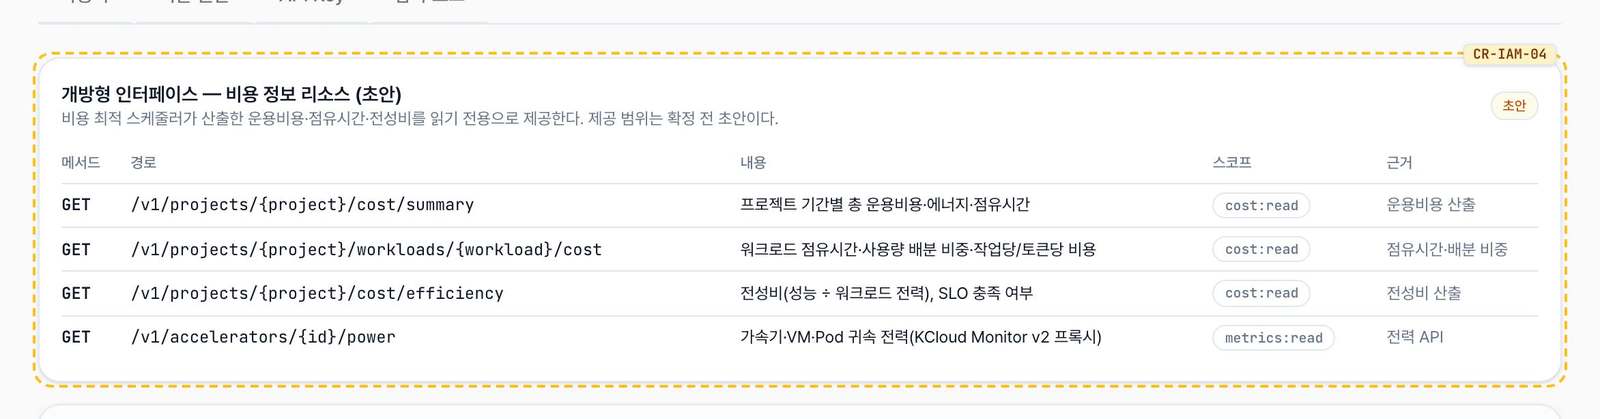 CR-IAM-04
개방형 인터페이스 — 비용 정보 리소스 (초안)
초안
비용 최적 스케줄러가 산출한 운용비용·점유시간·전성비를 읽기 전용으로 제공한다. 제공 범위는 확정 전 초안이다.
메서드 경로 내용 스코프 근거
GET /v1/projects/{project}/cost/summary 프로젝트 기간별 총 운용비용·에너지·점유시간 cost:read 운용비용 산출
GET /v1/projects/{project}/workloads/{workload}/cost 워크로드 점유시간·사용량 배분 비중·작업당/토큰당 비용 cost:read 점유시간·배분 비중
GET /v1/projects/{project}/cost/efficiency 전성비(성능 ÷ 워크로드 전력), SLO 충족 여부 cost:read 전성비 산출
GET /v1/accelerators/{id}/power 가속기·VM·Pod 귀속 전력(KCloud Monitor v2 프록시) metrics:read 전력 API